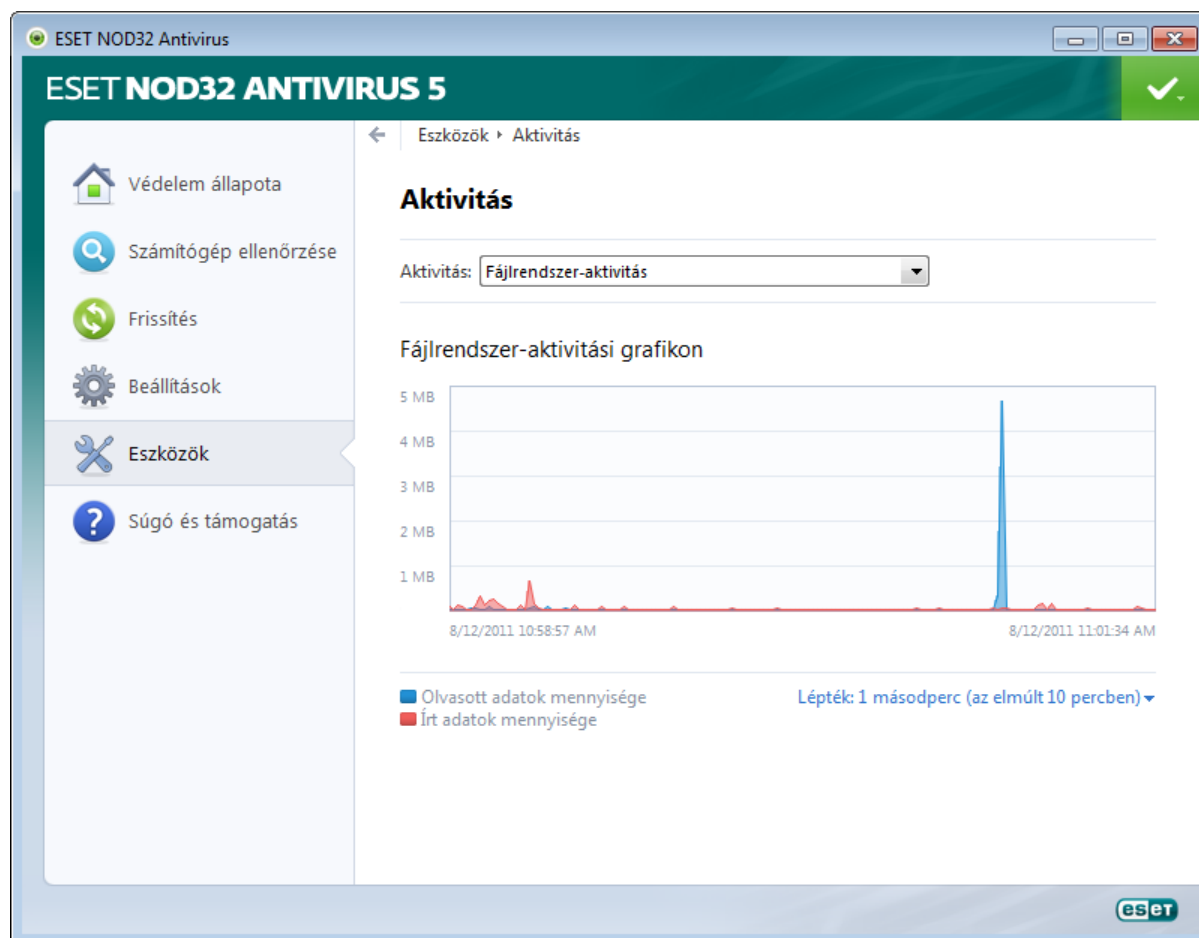 ESET NOD32 Antivirus
ESET NOD32 ANTIVIRUS 5
Eszközök Aktivitás
Védelem állapota
Számítógép ellenőrzése
Frissítés
Beállítások
Eszközök
Súgó és támogatás
Aktivitás
Aktivitás: Fájlrendszer-aktivitás
Fájlrendszer-aktivitási grafikon
5 MB
4 MB
3 MB
2 MB
1 MB
8/12/2011 10:58:57 AM 8/12/2011 11:01:34 AM
Olvasott adatok mennyisége
Írt adatok mennyisége
Lépték: 1 másodperc (az elmúlt 10 percben)
eset